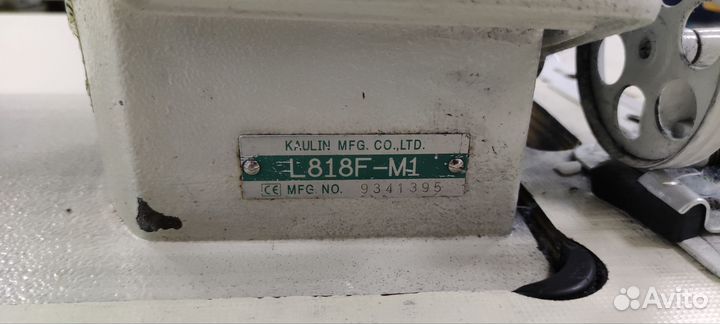 KAULIN MFG. CO.,LTD.
L818F-M1
CE MFG NO. 9341395
Avito